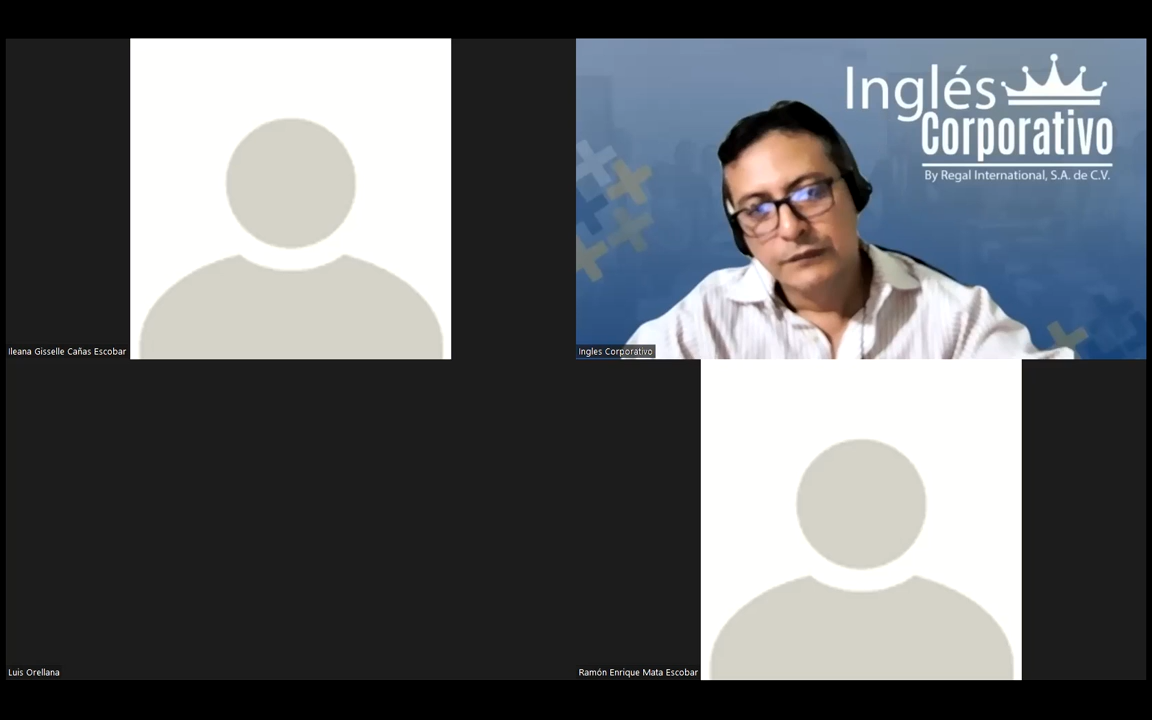 Inglés
Corporativo
By Regal International, S.A. de C.V.
Ileana Gisselle Cañas Escobar
Ingles Corporativo
Luis Orellana
Ramón Enrique Mata Escobar